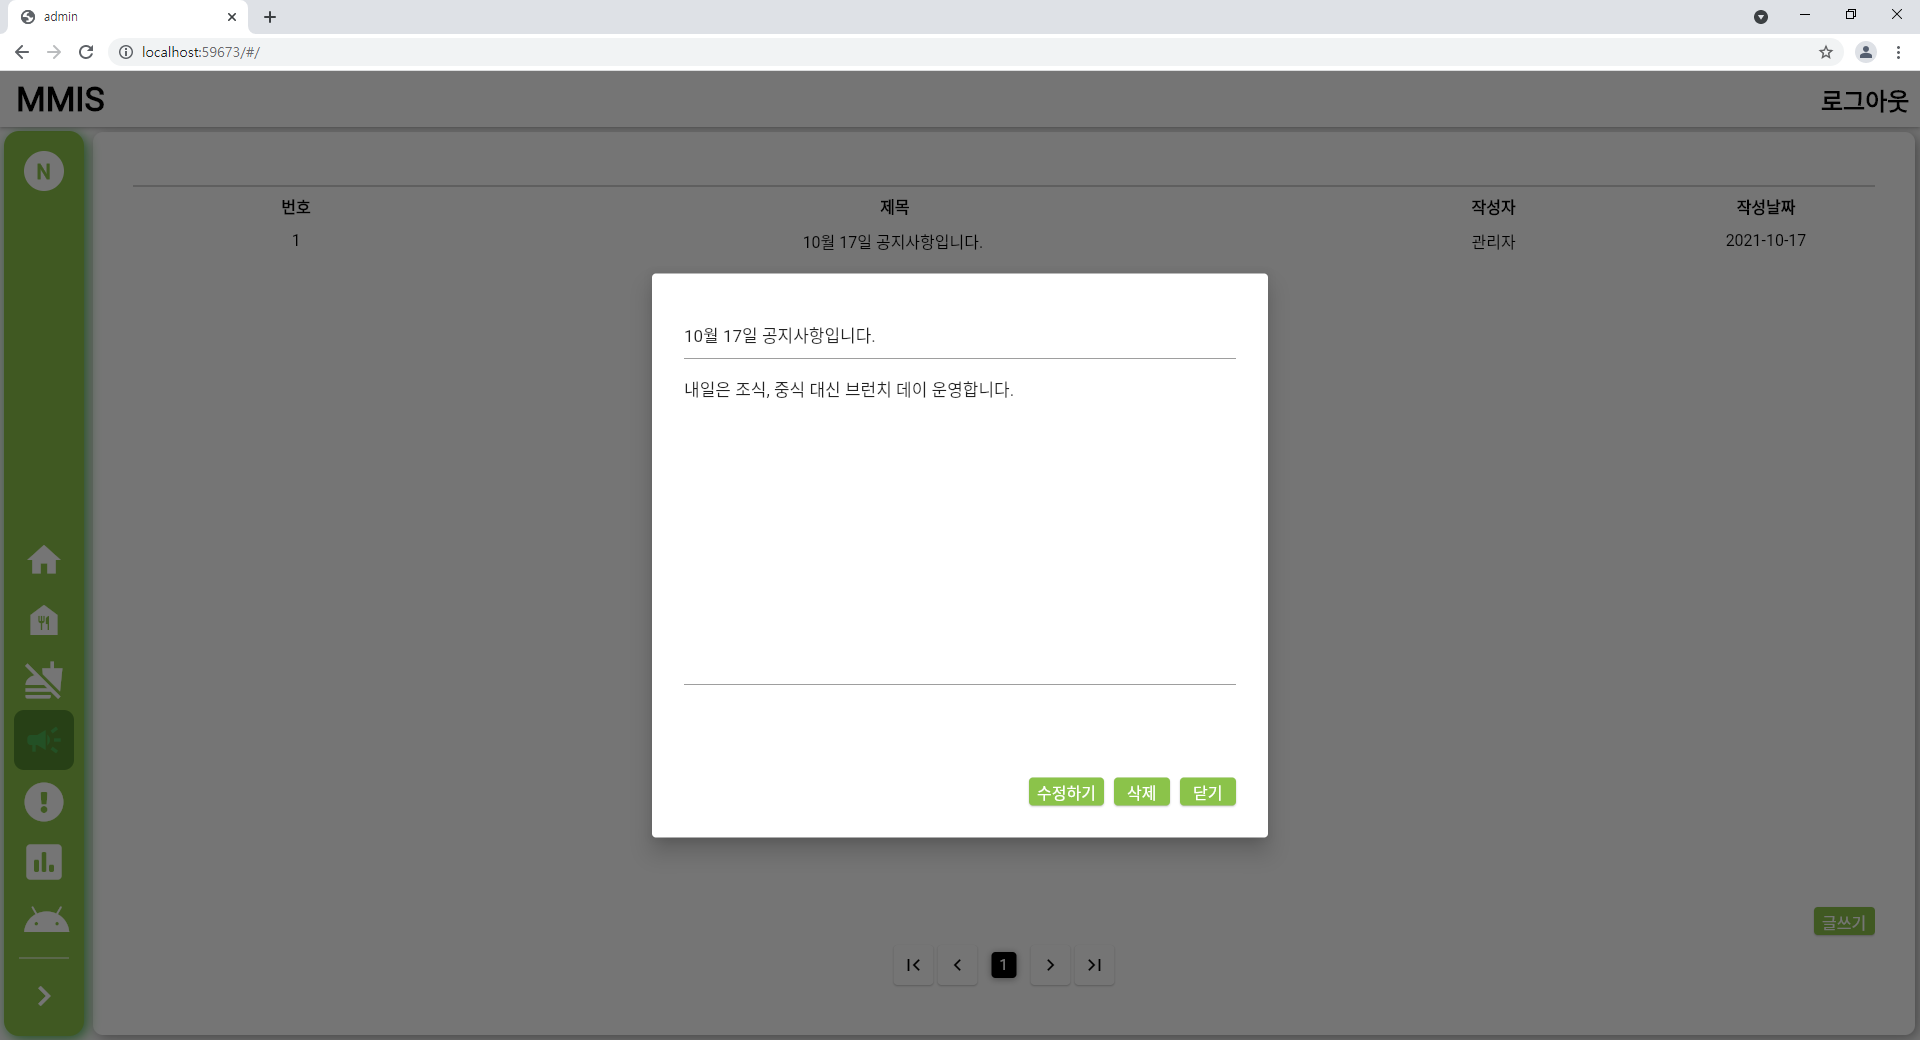 admin
localhost:59673/#/
MMIS
로그아웃
N
번호 제목 작성자 작성날짜
1 10월 17일 공지사항입니다. 관리자 2021-10-17
10월 17일 공지사항입니다.
내일은 조식, 중식 대신 브런치 데이 운영합니다.
수정하기 삭제 닫기
글쓰기
1